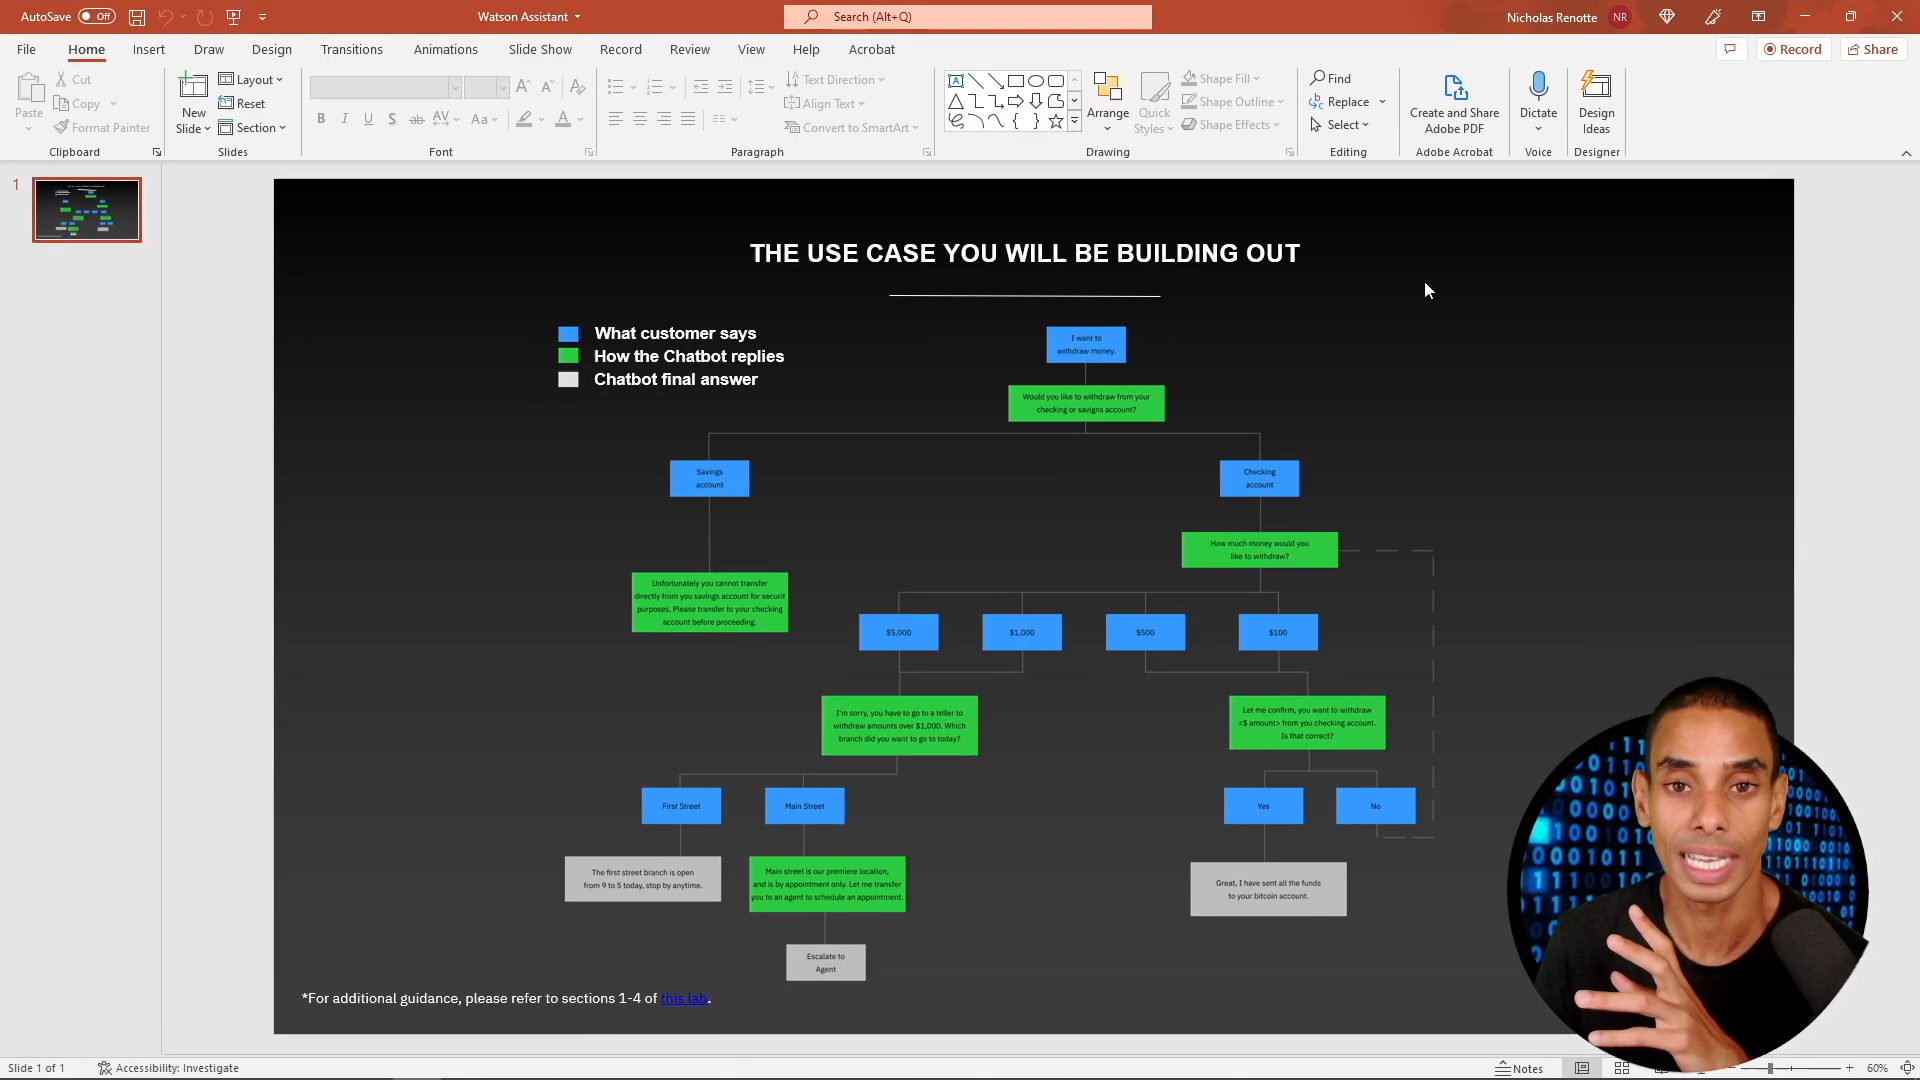 AutoSave Off
Watson Assistant
Search (Alt+Q)
Nicholas Renotte NR
File Home Insert Draw Design Transitions Animations Slide Show Record Review View Help Acrobat
Record
Share
Paste
Cut
Copy
Format Painter
Clipboard
New
Slide
Layout
Reset
Section
Slides
Font
Text Direction
Align Text
Convert to SmartArt
Paragraph
Arrange
Quick
Styles
Shape Fill
Shape Outline
Shape Effects
Drawing
Find
Replace
Select
Editing
Create and Share
Adobe PDF
Adobe Acrobat
Dictate
Voice
Design
Ideas
Designer
1
THE USE CASE YOU WILL BE BUILDING OUT
What customer says
How the Chatbot replies
Chatbot final answer
I want to
withdraw money.
Would you like to withdraw from your
checking or savigns account?
Savings
account
Checking
account
How much money would you
like to withdraw?
Unfortunately you cannot transfer
directly from you savings account for securit
purposes. Please transfer to your checking
account before proceeding.
$5,000
$1,000
$500
$100
I'm sorry, you have to go to a teller to
withdraw amounts over $1,000. Which
branch did you want to go to today?
Let me confirm, you want to withdraw
<$ amount> from you checking account.
Is that correct?
First Street
Main Street
Yes
No
The first street branch is open
from 9 to 5 today, stop by anytime.
Main street is our premiere location,
and is by appointment only. Let me transfer
you to an agent to schedule an appointment.
Great, I have sent all the funds
to your bitcoin account.
Escalate to
Agent
*For additional guidance, please refer to sections 1-4 of this lab.
Slide 1 of 1
Accessibility: Investigate
Notes
60%